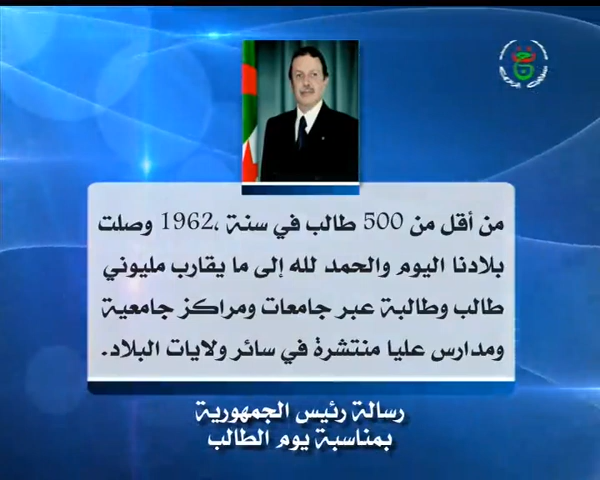 من أقل من 500 طالب في سنة ،1962 وصلت
بلادنا اليوم والحمد لله إلى ما يقارب مليوني
طالب وطالبة عبر جامعات ومراكز جامعية
ومدارس عليا منتشرة في سائر ولايات البلاد.
رسالة رئيس الجمهورية
بمناسبة يوم الطالب